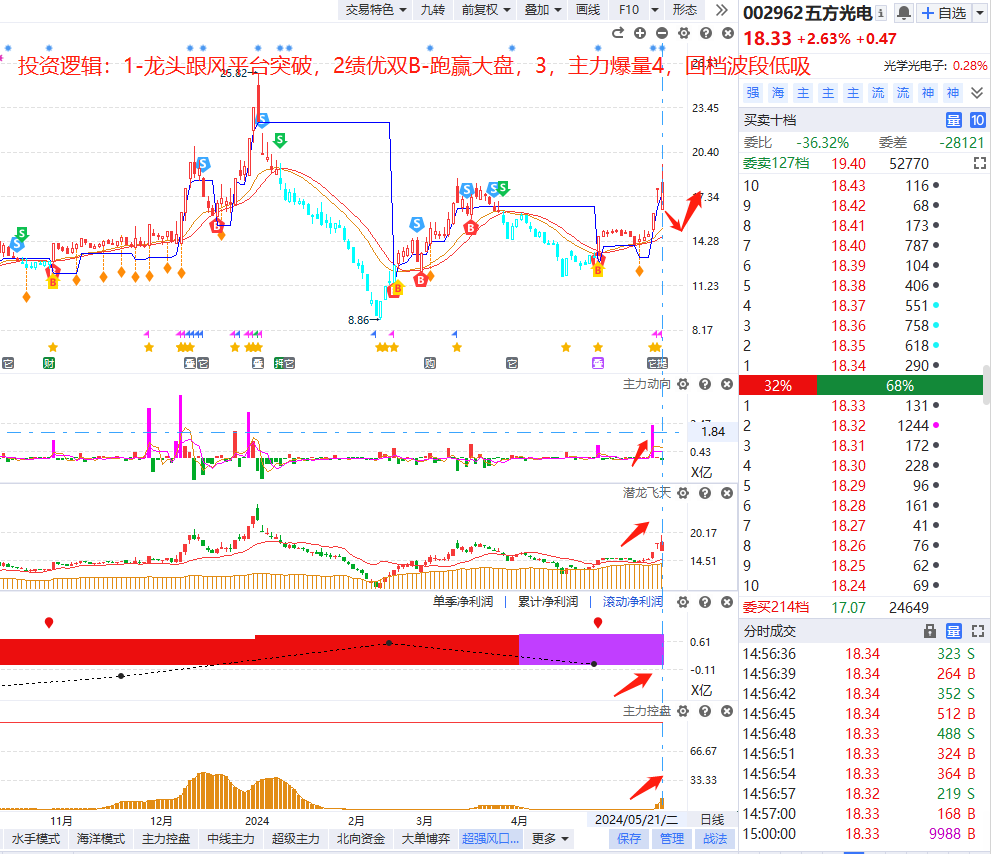 交易特色 九转 前复权 叠加 画线 F10 形态
投资逻辑：1-龙头跟风平台突破，2绩优双B-跑赢大盘，3，主力爆量4，回档波段低吸
26.82
23.45
20.40
17.34
14.28
11.23
8.17
8.86
S S S S S S S S
B B B B B B B
财 购
主力动向
1.84
0.43
X亿
潜龙飞天
20.17
14.51
单季净利润 | 累计净利润 | 滚动净利润
0.61
-0.11
X亿
主力控盘
66.67
33.33
11月 12月 2024 2月 3月 4月 2024/05/21/二 日线
水手模式 海洋模式 主力控盘 中线主力 超级主力 北向资金 大单博弈 超强风口... 更多 保存 管理 战法
002962 五方光电 自选
18.33 +2.63% +0.47
光学光电子: 0.28%
强 海 主 主 主 流 流 神 神
买卖十档 量 10
委比 -36.32% 委差 -28121
委卖127档 19.40 52770
10 18.43 116
9 18.42 68
8 18.41 173
7 18.40 787
6 18.39 104
5 18.38 406
4 18.37 551
3 18.36 758
2 18.35 618
1 18.34 290
32% 68%
1 18.33 131
2 18.32 1244
3 18.31 172
4 18.30 228
5 18.29 96
6 18.28 161
7 18.27 41
8 18.26 76
9 18.25 62
10 18.24 69
委买214档 17.07 24649
分时成交 量
14:56:36 18.34 323 S
14:56:39 18.34 264 B
14:56:42 18.34 352 S
14:56:45 18.34 512 B
14:56:48 18.33 488 S
14:56:51 18.33 324 B
14:56:54 18.33 364 B
14:56:57 18.32 219 S
14:57:00 18.33 168 B
15:00:00 18.33 9988 B